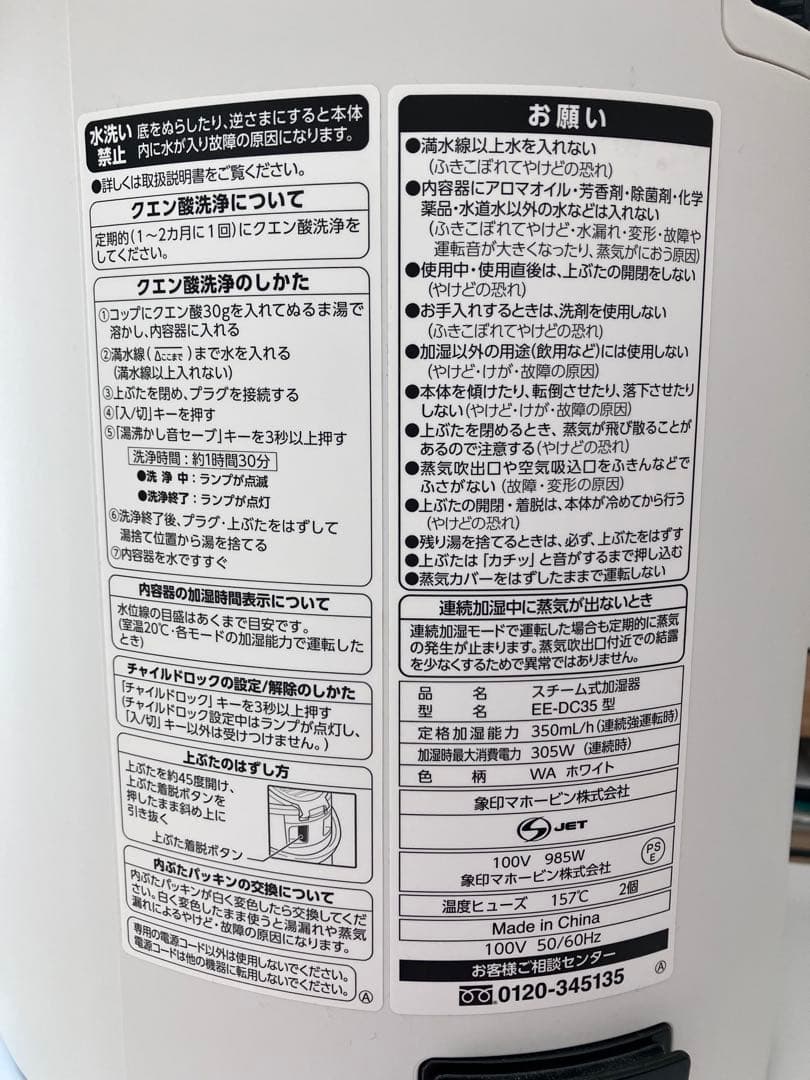 水洗い禁止
底をぬらしたり、逆さまにすると本体
内に水が入り故障の原因になります。
●詳しくは取扱説明書をご覧ください。
クエン酸洗浄について
定期的(1～2カ月に1回)にクエン酸洗浄を
してください。
クエン酸洗浄のしかた
①コップにクエン酸30gを入れてぬるま湯で
溶かし、内容器に入れる
②満水線(△ここまで)まで水を入れる
(満水線以上入れない)
③上ぶたを閉め、プラグを接続する
④「入/切」キーを押す
⑤「湯沸かし音セーブ」キーを3秒以上押す
洗浄時間：約1時間30分
●洗 浄 中：ランプが点滅
●洗浄終了：ランプが点灯
⑥洗浄終了後、プラグ・上ぶたをはずして
湯捨て位置から湯を捨てる
⑦内容器を水ですすぐ
内容器の加湿時間表示について
水位線の目盛はあくまで目安です。
(室温20℃・各モードの加湿能力で運転した
とき)
チャイルドロックの設定/解除のしかた
「チャイルドロック」キーを3秒以上押す
(チャイルドロック設定中はランプが点灯し、
「入/切」キー以外は受けつけません。)
上ぶたのはずし方
上ぶたを約45度開け、
上ぶた着脱ボタンを
押したまま斜め上に
引き抜く
上ぶた着脱ボタン
内ぶたパッキンの交換について
内ぶたパッキンが白く変色したら交換してくだ
さい。白く変色したまま使うと湯漏れや蒸気
漏れによるやけど・故障の原因になります。
専用の電源コード以外は使用しないでください。
電源コードは他の機器に転用しないでください。
Ⓐ
お願い
●満水線以上水を入れない
(ふきこぼれてやけどの恐れ)
●内容器にアロマオイル・芳香剤・除菌剤・化学
薬品・水道水以外の水などは入れない
(ふきこぼれてやけど・水漏れ・変形・故障や
運転音が大きくなったり、蒸気がにおう原因)
●使用中・使用直後は、上ぶたの開閉をしない
(やけどの恐れ)
●お手入れするときは、洗剤を使用しない
(ふきこぼれてやけどの恐れ)
●加湿以外の用途(飲用など)には使用しない
(やけど・けが・故障の原因)
●本体を傾けたり、転倒させたり、落下させたり
しない(やけど・けが・故障の原因)
●上ぶたを閉めるとき、蒸気が飛び散ることが
あるので注意する(やけどの恐れ)
●蒸気吹出口や空気吸込口をふきんなどで
ふさがない(故障・変形の原因)
●上ぶたの開閉・着脱は、本体が冷めてから行う
(やけどの恐れ)
●残り湯を捨てるときは、必ず、上ぶたをはずす
●上ぶたは「カチッ」と音がするまで押し込む
●蒸気カバーをはずしたままで運転しない
連続加湿中に蒸気が出ないとき
連続加湿モードで運転した場合も定期的に蒸気
の発生が止まります。蒸気吹出口付近での結露
を少なくするためで異常ではありません。
品 名 スチーム式加湿器
型 名 EE-DC35 型
定格加湿能力 350mL/h(連続強運転時)
加湿時最大消費電力 305W (連続時)
色 柄 WA ホワイト
象印マホービン株式会社
S JET
100V 985W
象印マホービン株式会社
PS
E
温度ヒューズ 157℃ 2個
Made in China
100V 50/60Hz
お客様ご相談センター
0120-345135
Ⓐ